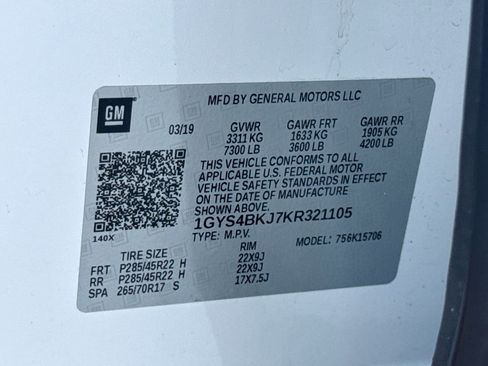 GM
MFD BY GENERAL MOTORS LLC
03/19 GVWR GAWR FRT GAWR RR
3311 KG 1633 KG 1905 KG
7300 LB 3600 LB 4200 LB
THIS VEHICLE CONFORMS TO ALL
APPLICABLE U.S. FEDERAL MOTOR
VEHICLE SAFETY STANDARDS IN EFFECT
ON THE DATE OF MANUFACTURE
SHOWN ABOVE.
1GYS4BKJ7KR321105
140X TYPE: M.P.V. MODEL: 756K15706
TIRE SIZE RIM
FRT P285/45R22 H 22X9J
RR P285/45R22 H 22X9J
SPA 265/70R17 S 17X7.5J